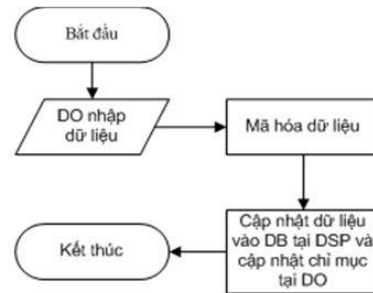 Bắt đầu
DO nhập
dữ liệu
Mã hóa dữ liệu
Cập nhật dữ liệu
vào DB tại DSP và
cập nhật chỉ mục
tại DO
Kết thúc